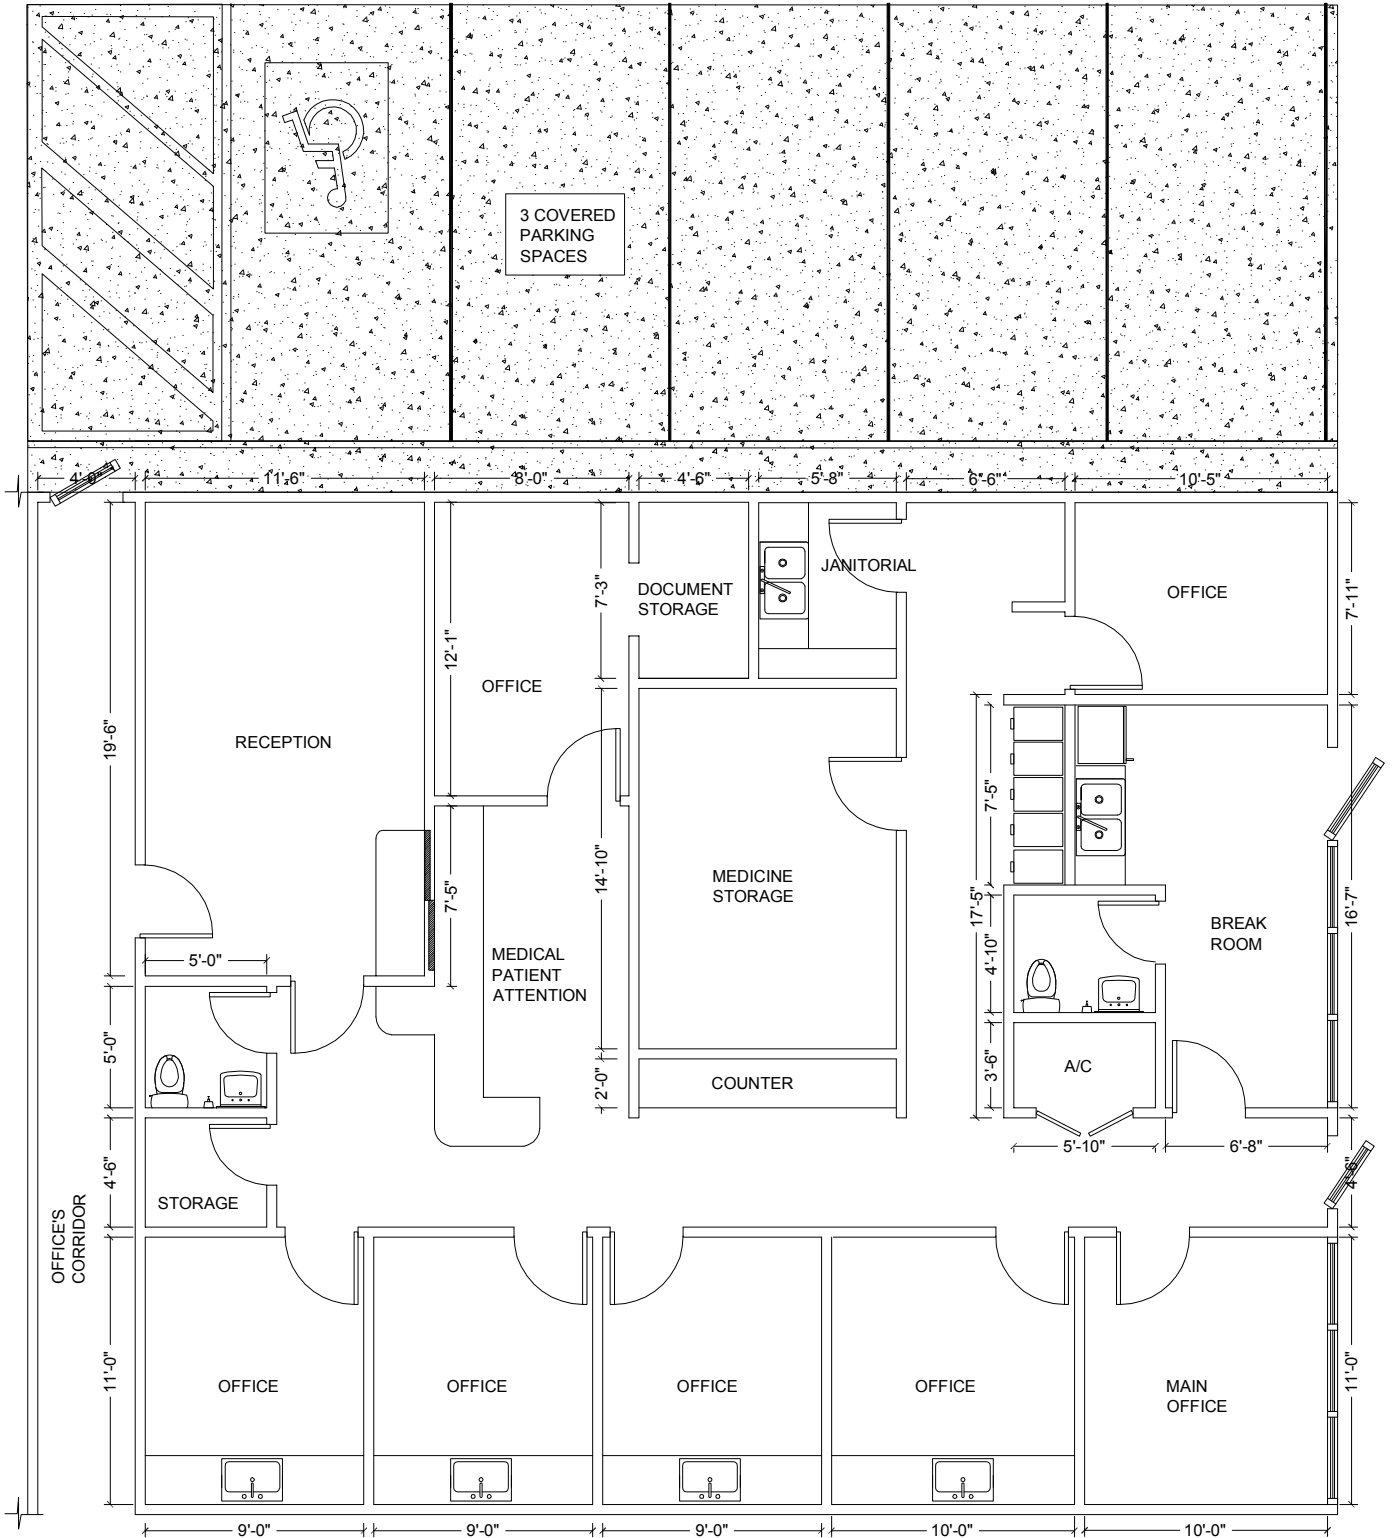 3 COVERED
PARKING
SPACES
4'-0"
11'-6"
8'-0"
4'-6"
5'-8"
6'-6"
10'-5"
7'-3"
DOCUMENT
STORAGE
JANITORIAL
OFFICE
7'-11"
12'-1"
OFFICE
19'-6"
RECEPTION
7'-5"
14'-10"
MEDICINE
STORAGE
7'-5"
17'-5"
16'-7"
BREAK
ROOM
5'-0"
MEDICAL
PATIENT
ATTENTION
4'-10"
5'-0"
2'-0"
COUNTER
3'-6"
A/C
5'-10"
6'-8"
4'-6"
4'-6"
STORAGE
OFFICE'S
CORRIDOR
11'-0"
OFFICE
OFFICE
OFFICE
OFFICE
MAIN
OFFICE
11'-0"
9'-0"
9'-0"
9'-0"
10'-0"
10'-0"